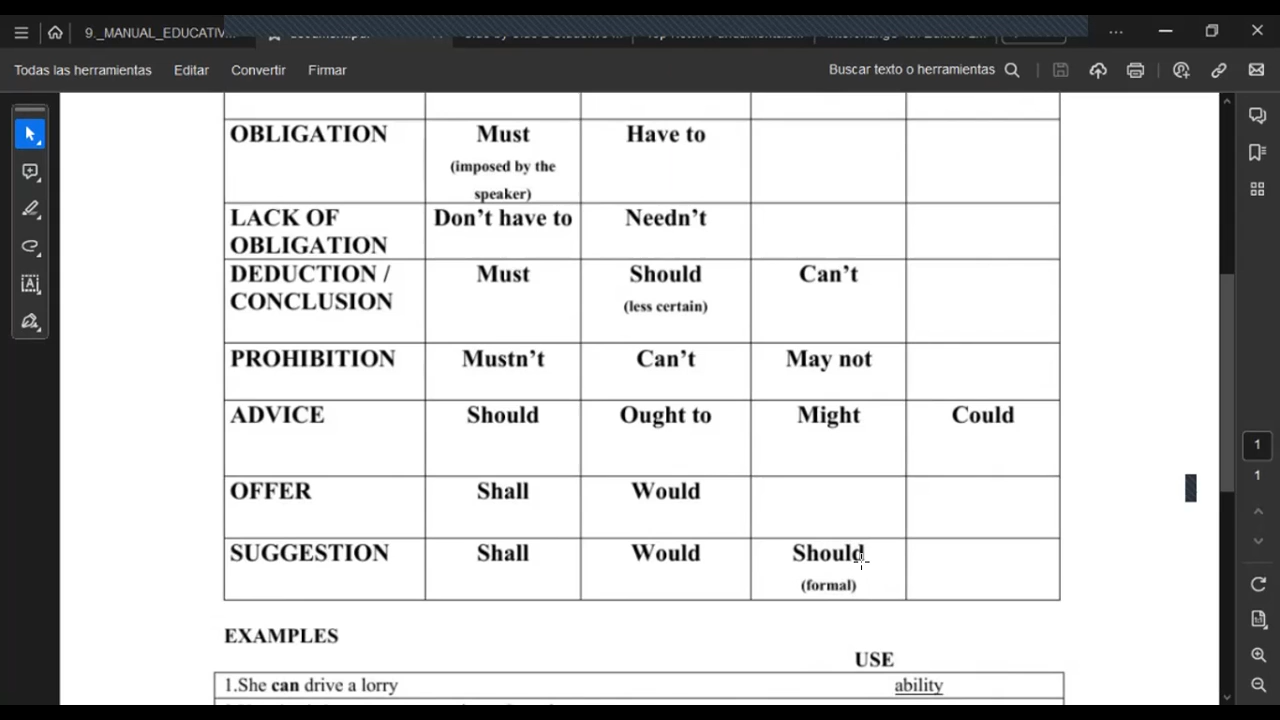 9._MANUAL_EDUCATIV...
Todas las herramientas Editar Convertir Firmar Buscar texto o herramientas
OBLIGATION Must Have to
(imposed by the
speaker)
LACK OF Don't have to Needn't
OBLIGATION
DEDUCTION / Must Should Can't
CONCLUSION (less certain)
PROHIBITION Mustn't Can't May not
ADVICE Should Ought to Might Could
OFFER Shall Would
SUGGESTION Shall Would Should
(formal)
EXAMPLES
USE
1.She can drive a lorry ability
1
1